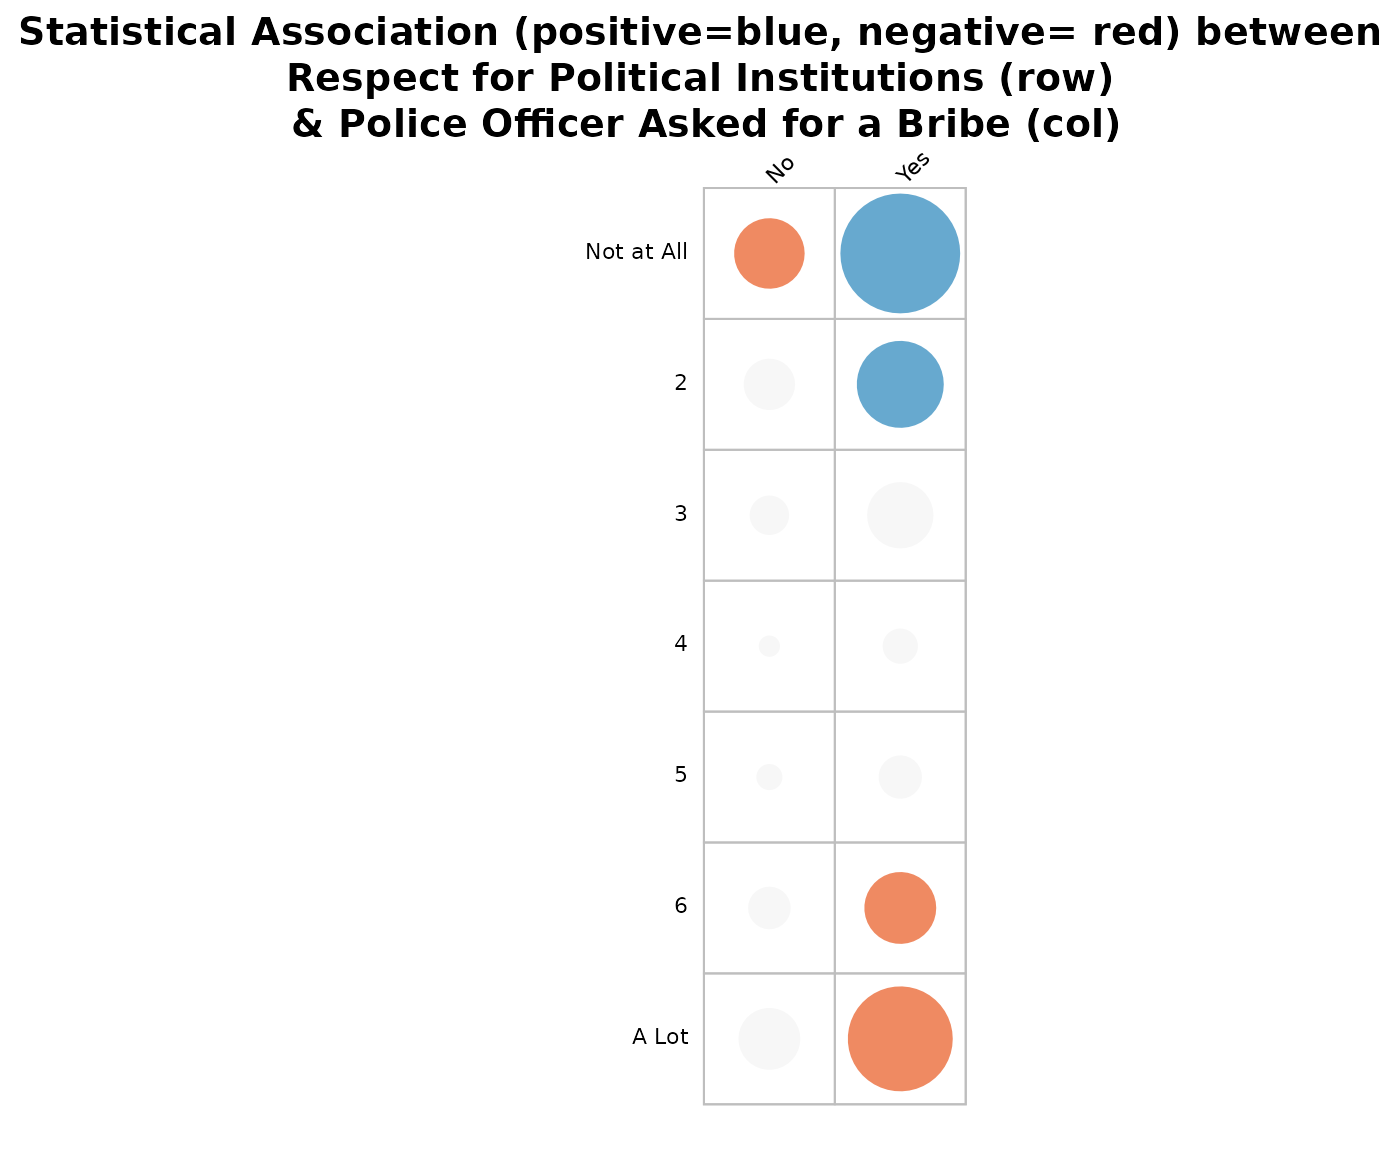 Statistical Association (positive=blue, negative= red) between
Respect for Political Institutions (row)
& Police Officer Asked for a Bribe (col)
No
Yes
Not at All
2
3
4
5
6
A Lot